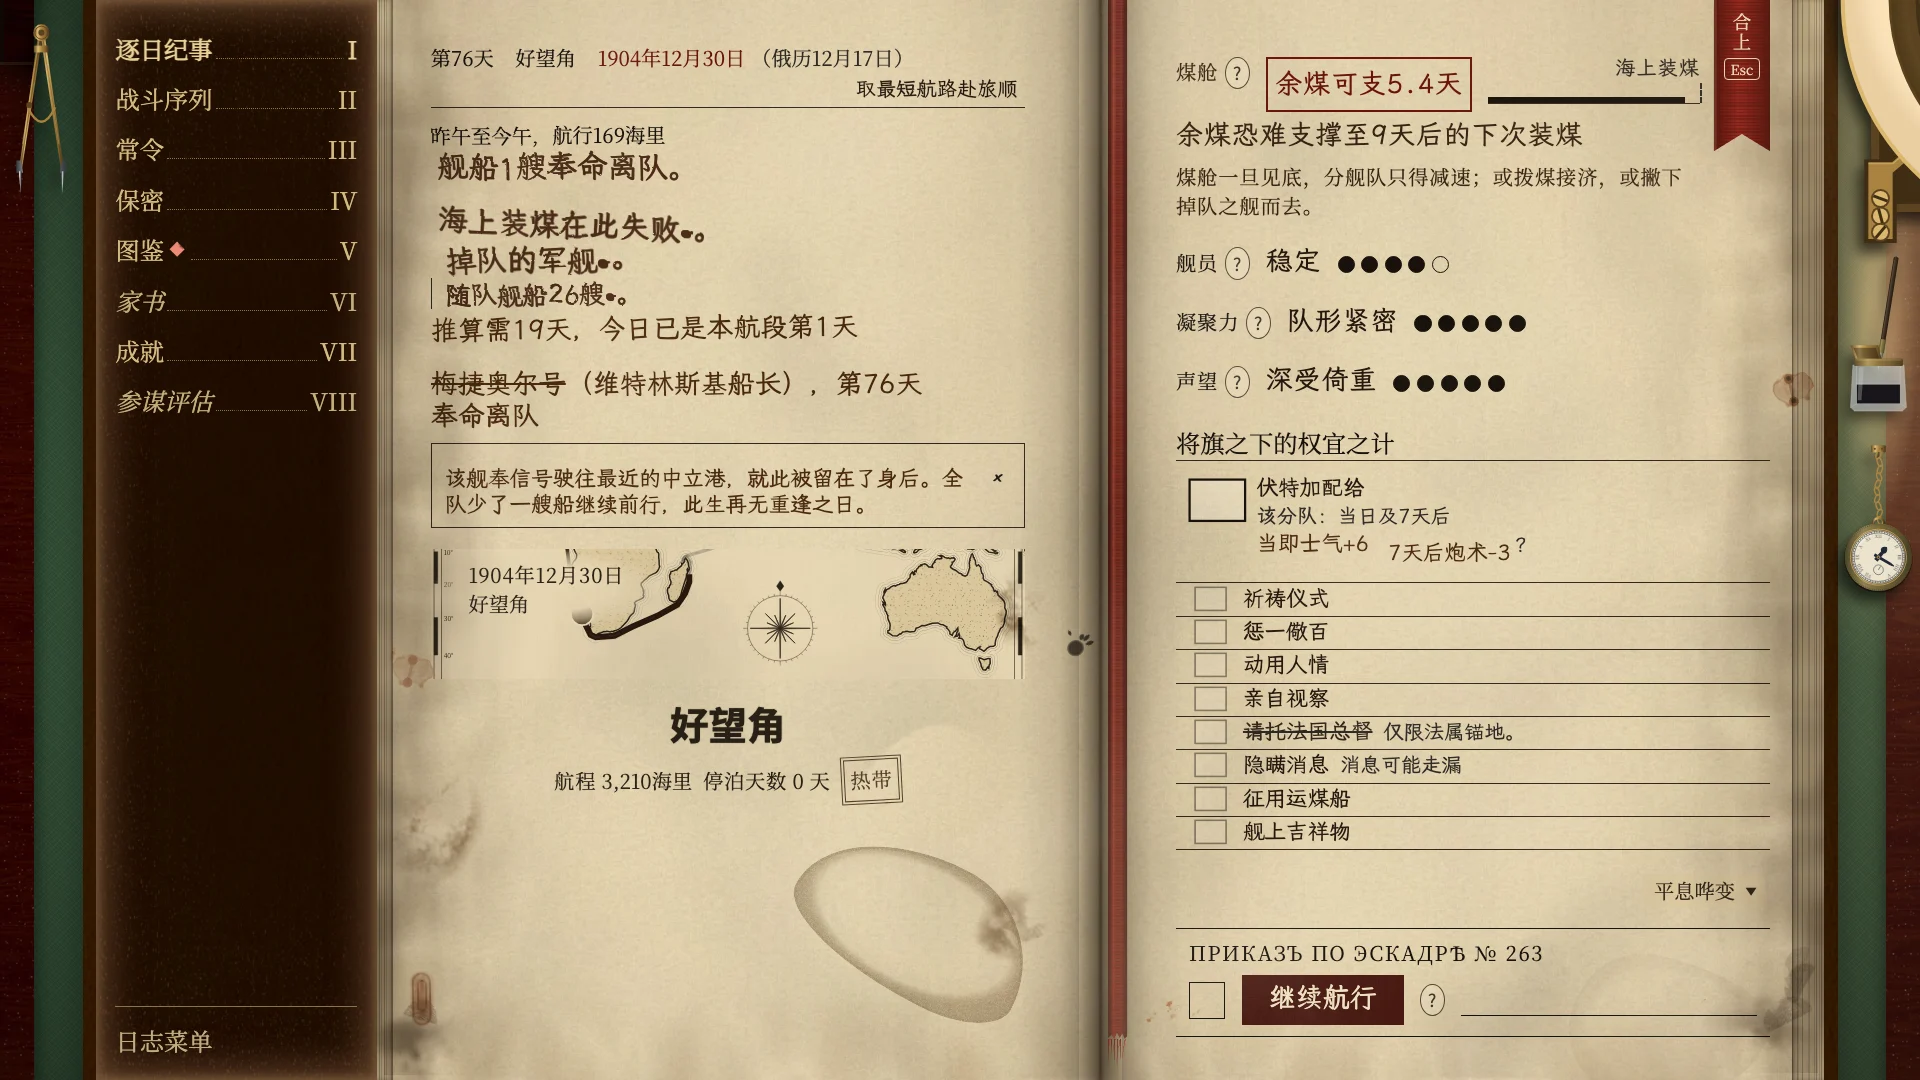 逐日纪事 I
战斗序列 II
常令 III
保密 IV
图鉴 V
家书 VI
成就 VII
参谋评估 VIII
日志菜单
第76天 好望角 1904年12月30日 （俄历12月17日）
取最短航路赴旅顺
昨午至今午，航行169海里
舰船1艘奉命离队。
海上装煤在此失败。
掉队的军舰。
随队舰船26艘。
推算需19天，今日已是本航段第1天
梅捷奥尔号（维特林斯基船长），第76天
奉命离队
该舰奉信号驶往最近的中立港，就此被留在了身后。全
队少了一艘船继续前行，此生再无重逢之日。
×
10°
20°
30°
40°
1904年12月30日
好望角
好望角
航程 3,210海里 停泊天数 0 天 热带
煤舱 ? 余煤可支5.4天 海上装煤
余煤恐难支撑至9天后的下次装煤
煤舱一旦见底，分舰队只得减速；或拨煤接济，或撇下
掉队之舰而去。
舰员 ? 稳定
凝聚力 ? 队形紧密
声望 ? 深受倚重
将旗之下的权宜之计
伏特加配给
该分队：当日及7天后
当即士气+6 7天后炮术-3 ?
祈祷仪式
惩一儆百
动用人情
亲自视察
请托法国总督 仅限法属锚地。
隐瞒消息 消息可能走漏
征用运煤船
舰上吉祥物
平息哗变
ПРИКАЗЪ ПО ЭСКАДРѢ № 263
继续航行 ?
合上
Esc